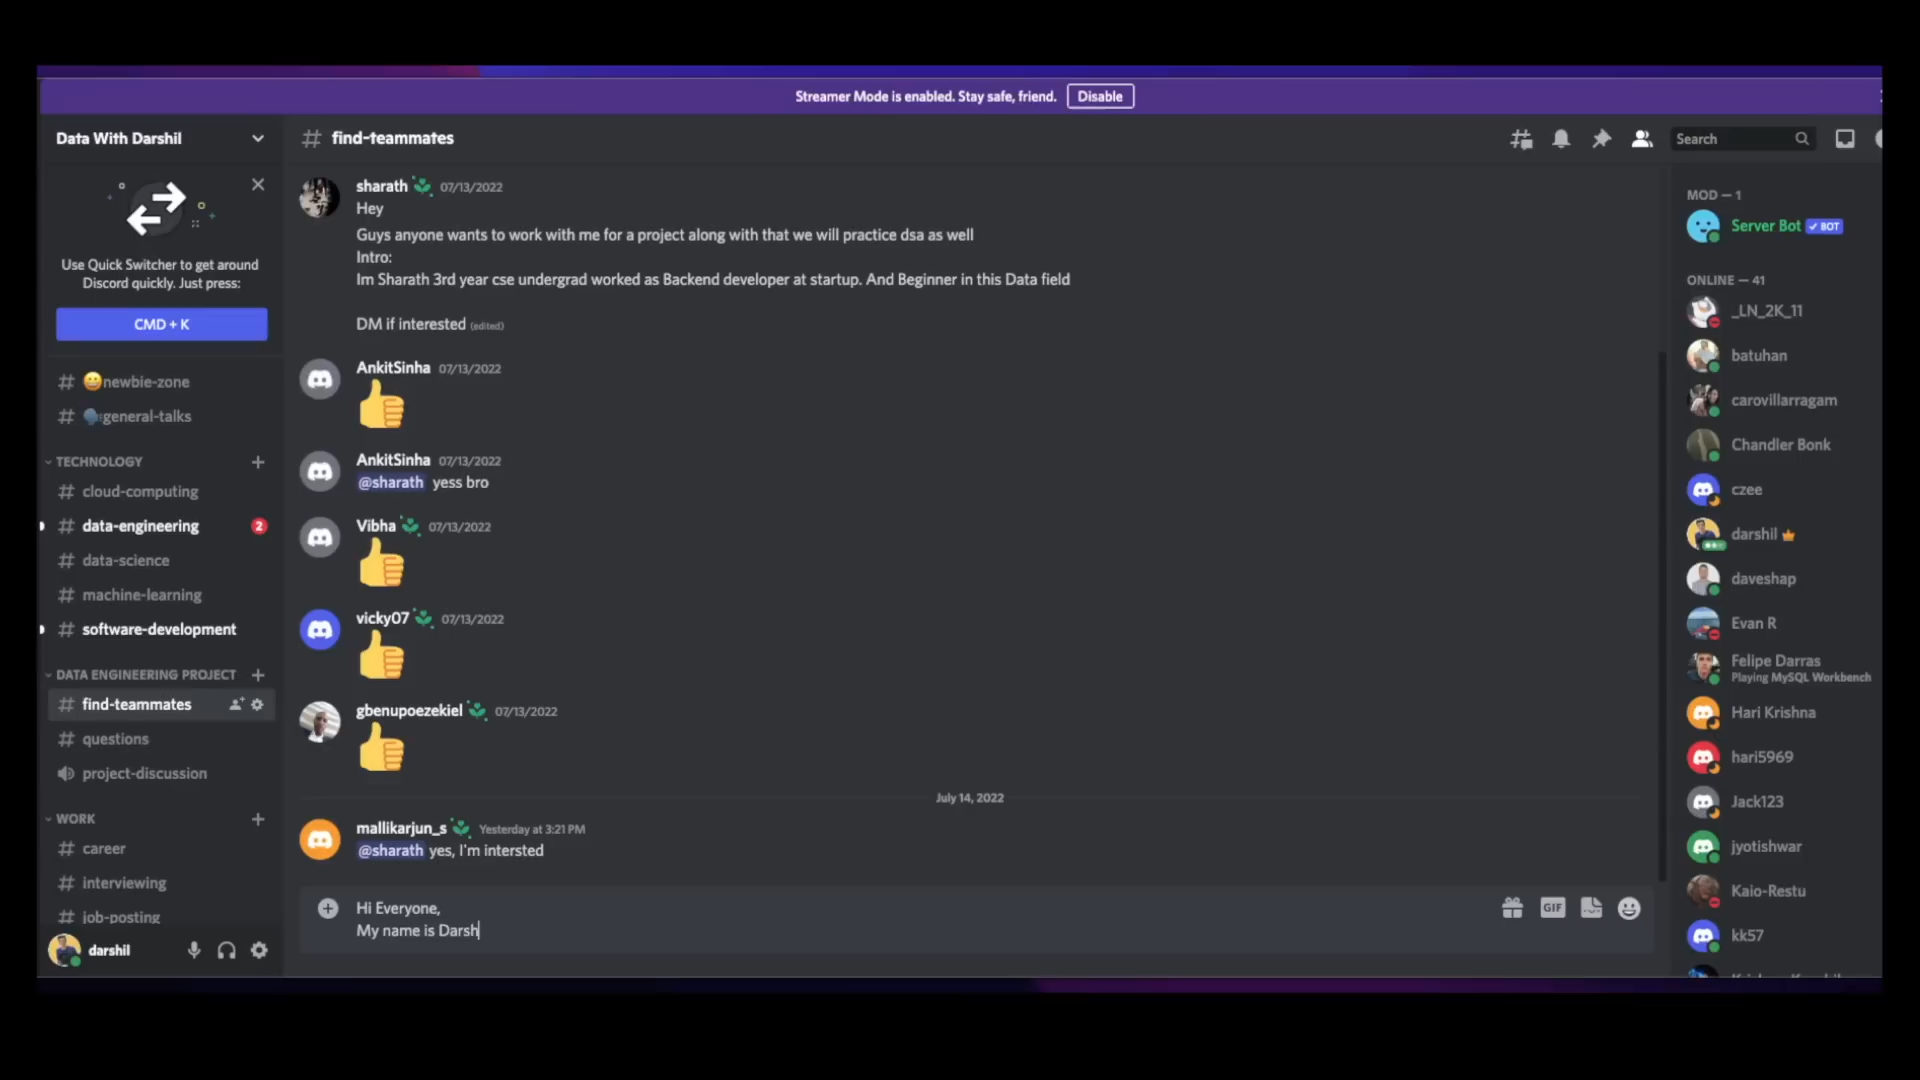 Streamer Mode is enabled. Stay safe, friend. Disable
Data With Darshil
Use Quick Switcher to get around
Discord quickly. Just press:
CMD + K
# 😀newbie-zone
# 🗣general-talks
TECHNOLOGY +
# cloud-computing
# data-engineering 2
# data-science
# machine-learning
# software-development
DATA ENGINEERING PROJECT +
# find-teammates
# questions
project-discussion
WORK +
# career
# interviewing
# job-posting
darshil
# find-teammates
Search
sharath 07/13/2022
Hey
Guys anyone wants to work with me for a project along with that we will practice dsa as well
Intro:
Im Sharath 3rd year cse undergrad worked as Backend developer at startup. And Beginner in this Data field
DM if interested (edited)
AnkitSinha 07/13/2022
👍
AnkitSinha 07/13/2022
@sharath yess bro
Vibha 07/13/2022
👍
vicky07 07/13/2022
👍
gbenupoezekiel 07/13/2022
👍
July 14, 2022
mallikarjun_s Yesterday at 3:21 PM
@sharath yes, I'm intersted
Hi Everyone,
My name is Darsh
GIF
MOD — 1
Server Bot ✓ BOT
ONLINE — 41
_LN_2K_11
batuhan
carovillarragam
Chandler Bonk
czee
darshil
daveshap
Evan R
Felipe Darras
Playing MySQL Workbench
Hari Krishna
hari5969
Jack123
jyotishwar
Kaio-Restu
kk57